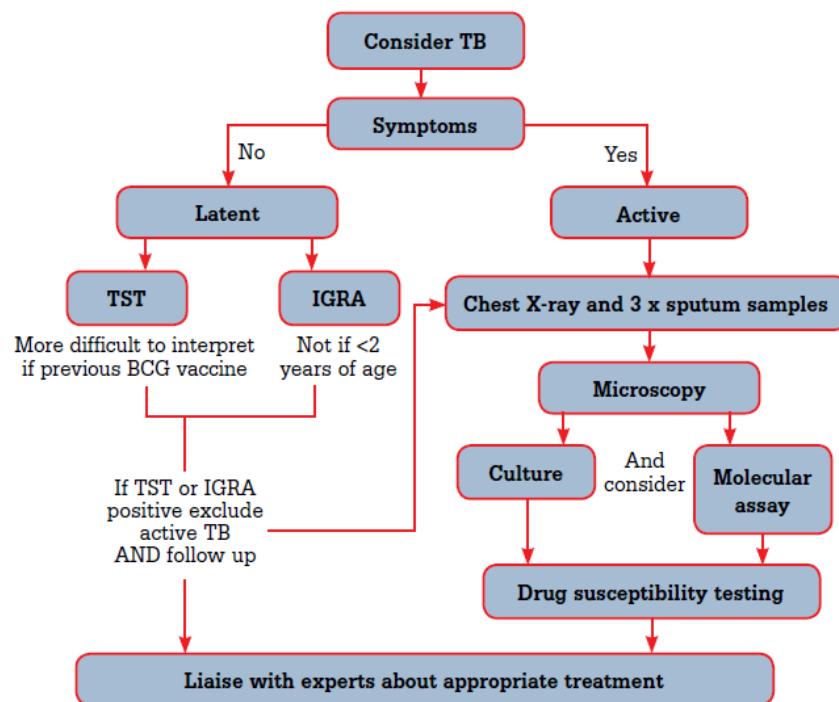 Consider TB
Symptoms
No
Yes
Latent
Active
TST
IGRA
Chest X-ray and 3 x sputum samples
More difficult to interpret
if previous BCG vaccine
Not if <2
years of age
Microscopy
Culture
And
consider
Molecular
assay
If TST or IGRA
positive exclude
active TB
AND follow up
Drug susceptibility testing
Liaise with experts about appropriate treatment